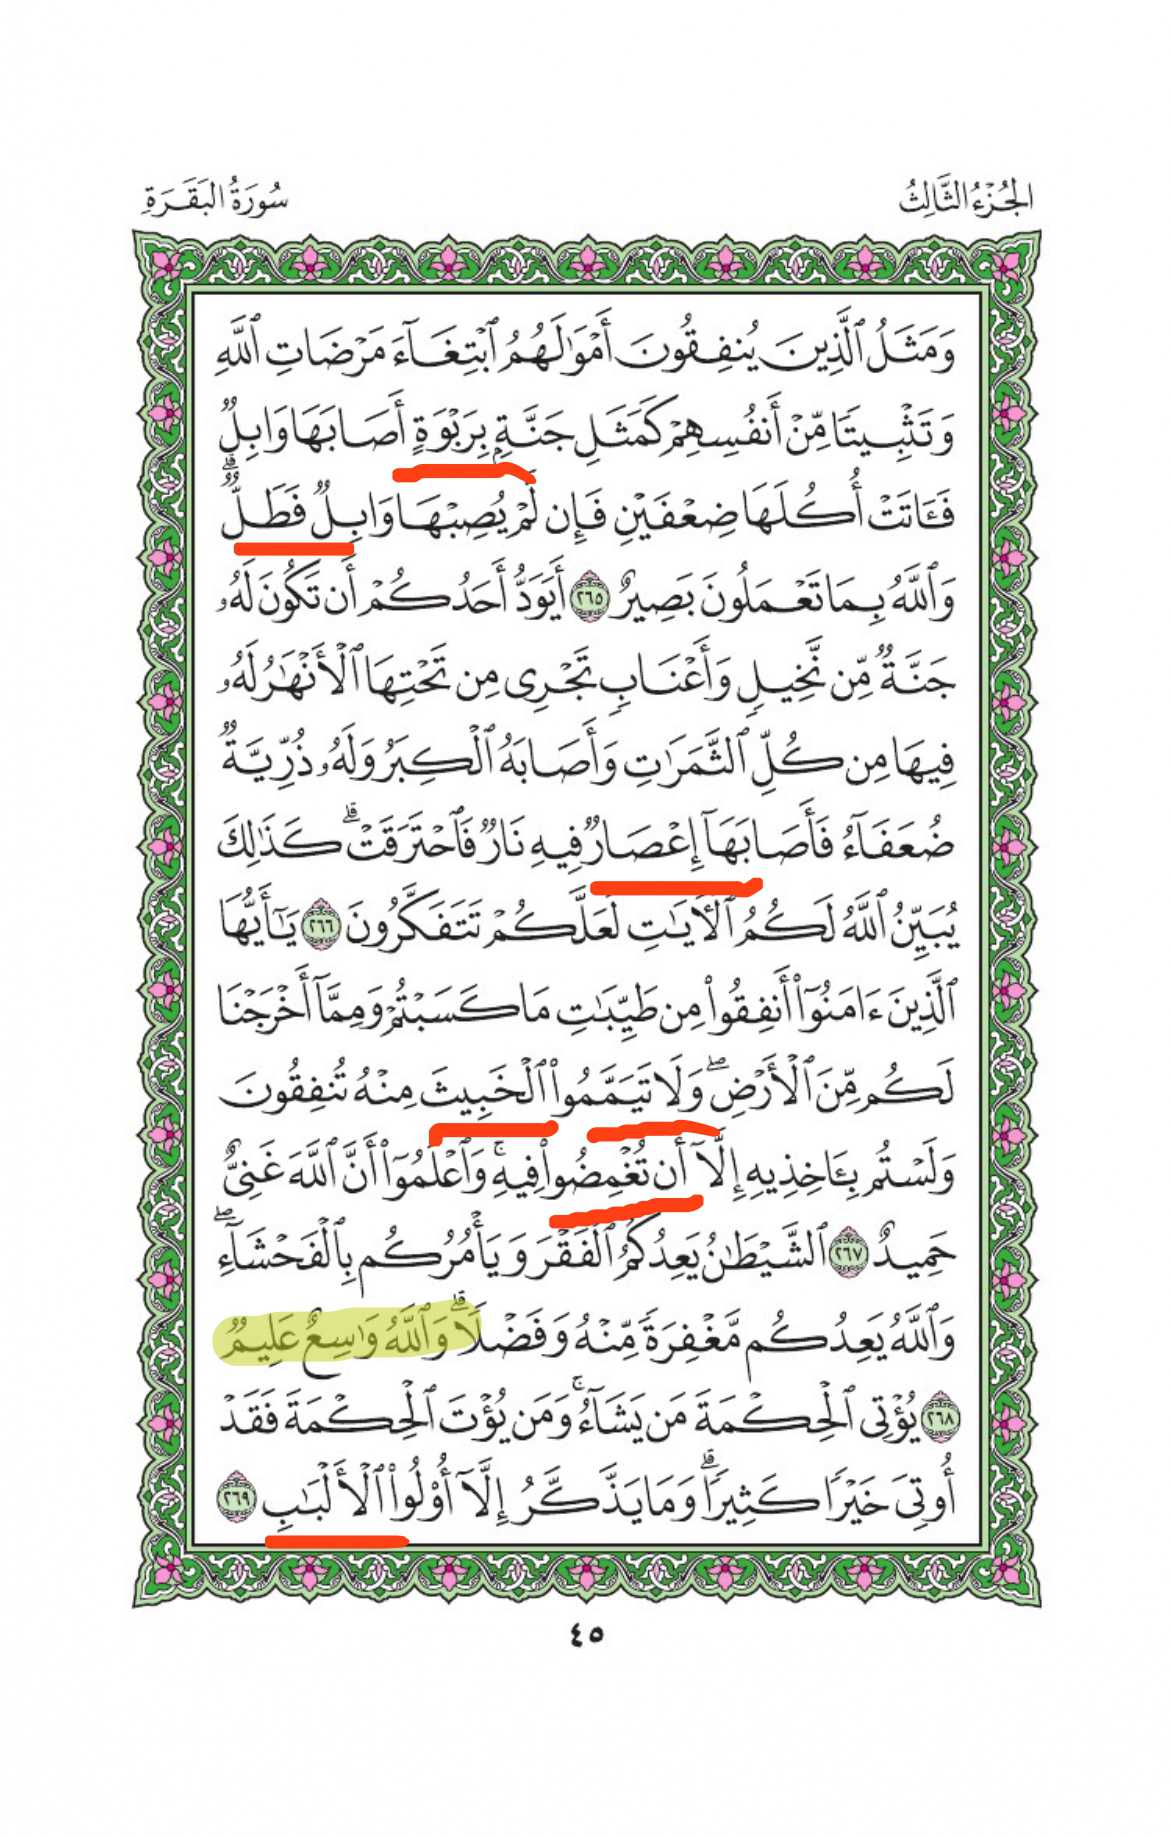 الجُزْءُ الثَّالِثُ
سُورَةُ البَقَرَةِ
وَمَثَلُ ٱلَّذِينَ يُنفِقُونَ أَمْوَٰلَهُمُ ٱبْتِغَآءَ مَرْضَاتِ ٱللَّهِ
وَتَثْبِيتًا مِّنْ أَنفُسِهِمْ كَمَثَلِ جَنَّةٍۭ بِرَبْوَةٍ أَصَابَهَا وَابِلٌ
فَـَٔاتَتْ أُكُلَهَا ضِعْفَيْنِ فَإِن لَّمْ يُصِبْهَا وَابِلٌ فَطَلٌّ ۗ
وَٱللَّهُ بِمَا تَعْمَلُونَ بَصِيرٌ ٢٦٥ أَيَوَدُّ أَحَدُكُمْ أَن تَكُونَ لَهُۥ
جَنَّةٌ مِّن نَّخِيلٍ وَأَعْنَابٍ تَجْرِى مِن تَحْتِهَا ٱلْأَنْهَٰرُ لَهُۥ
فِيهَا مِن كُلِّ ٱلثَّمَرَٰتِ وَأَصَابَهُ ٱلْكِبَرُ وَلَهُۥ ذُرِّيَّةٌ
ضُعَفَآءُ فَأَصَابَهَآ إِعْصَارٌ فِيهِ نَارٌ فَٱحْتَرَقَتْ ۗ كَذَٰلِكَ
يُبَيِّنُ ٱللَّهُ لَكُمُ ٱلْـَٔايَٰتِ لَعَلَّكُمْ تَتَفَكَّرُونَ ٢٦٦ يَٰٓأَيُّهَا
ٱلَّذِينَ ءَامَنُوٓا۟ أَنفِقُوا۟ مِن طَيِّبَٰتِ مَا كَسَبْتُمْ وَمِمَّآ أَخْرَجْنَا
لَكُم مِّنَ ٱلْأَرْضِ ۖ وَلَا تَيَمَّمُوا۟ ٱلْخَبِيثَ مِنْهُ تُنفِقُونَ
وَلَسْتُم بِـَٔاخِذِيهِ إِلَّآ أَن تُغْمِضُوا۟ فِيهِ ۚ وَٱعْلَمُوٓا۟ أَنَّ ٱللَّهَ غَنِىٌّ
حَمِيدٌ ٢٦٧ ٱلشَّيْطَٰنُ يَعِدُكُمُ ٱلْفَقْرَ وَيَأْمُرُكُم بِٱلْفَحْشَآءِ ۖ
وَٱللَّهُ يَعِدُكُم مَّغْفِرَةً مِّنْهُ وَفَضْلًا ۗ وَٱللَّهُ وَٰسِعٌ عَلِيمٌ
٢٦٨ يُؤْتِى ٱلْحِكْمَةَ مَن يَشَآءُ ۚ وَمَن يُؤْتَ ٱلْحِكْمَةَ فَقَدْ
أُوتِىَ خَيْرًا كَثِيرًا ۗ وَمَا يَذَّكَّرُ إِلَّآ أُو۟لُوا۟ ٱلْأَلْبَٰبِ ٢٦٩
٤٥